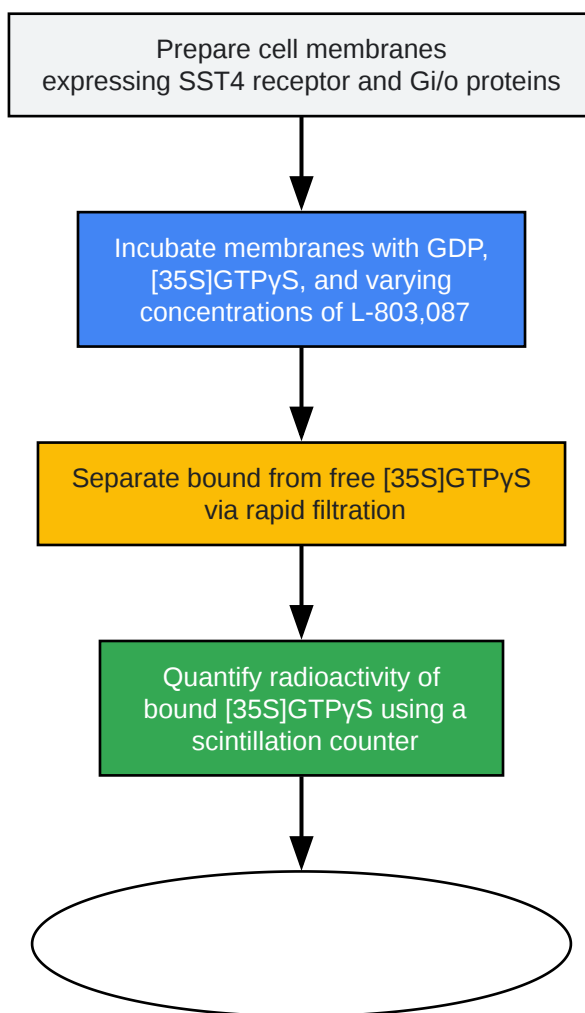 Prepare cell membranes
expressing SST4 receptor and Gi/o proteins
Incubate membranes with GDP,
[35S]GTPγS, and varying
concentrations of L-803,087
Separate bound from free [35S]GTPγS
via rapid filtration
Quantify radioactivity of
bound [35S]GTPγS using a
scintillation counter